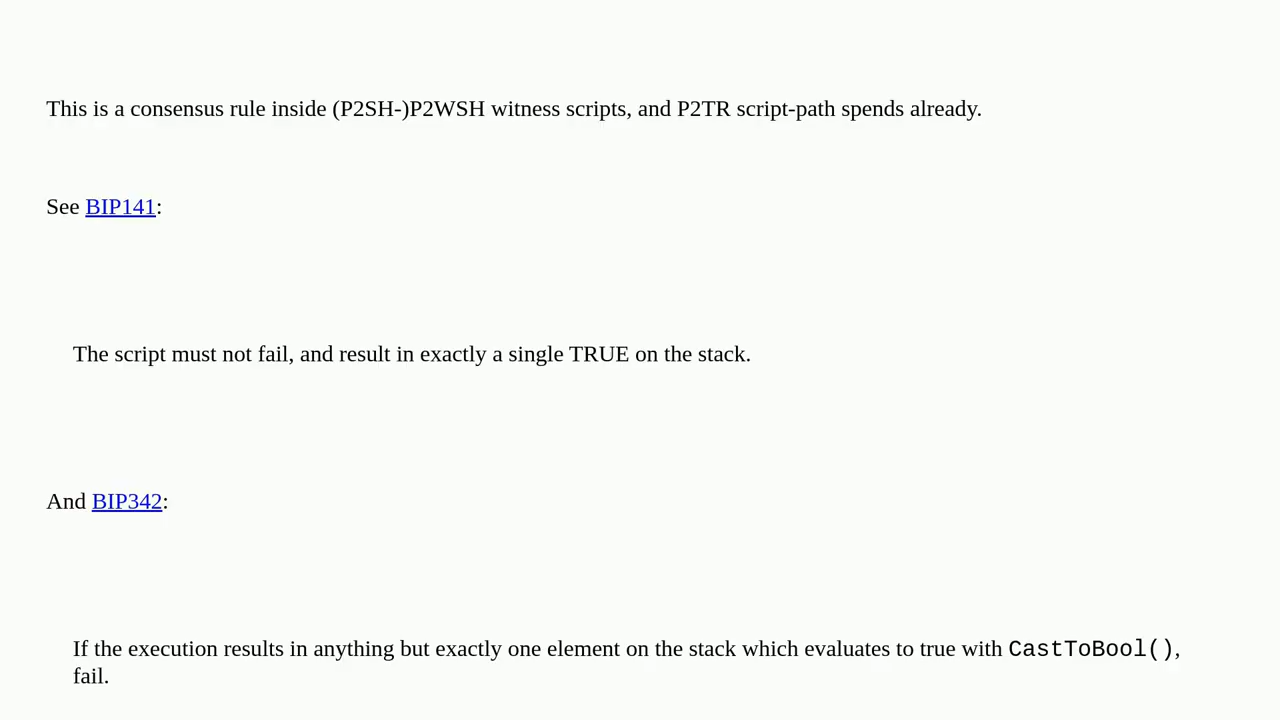 This is a consensus rule inside (P2SH-)P2WSH witness scripts, and P2TR script-path spends already.
See BIP141:
The script must not fail, and result in exactly a single TRUE on the stack.
And BIP342:
If the execution results in anything but exactly one element on the stack which evaluates to true with CastToBool(),
fail.